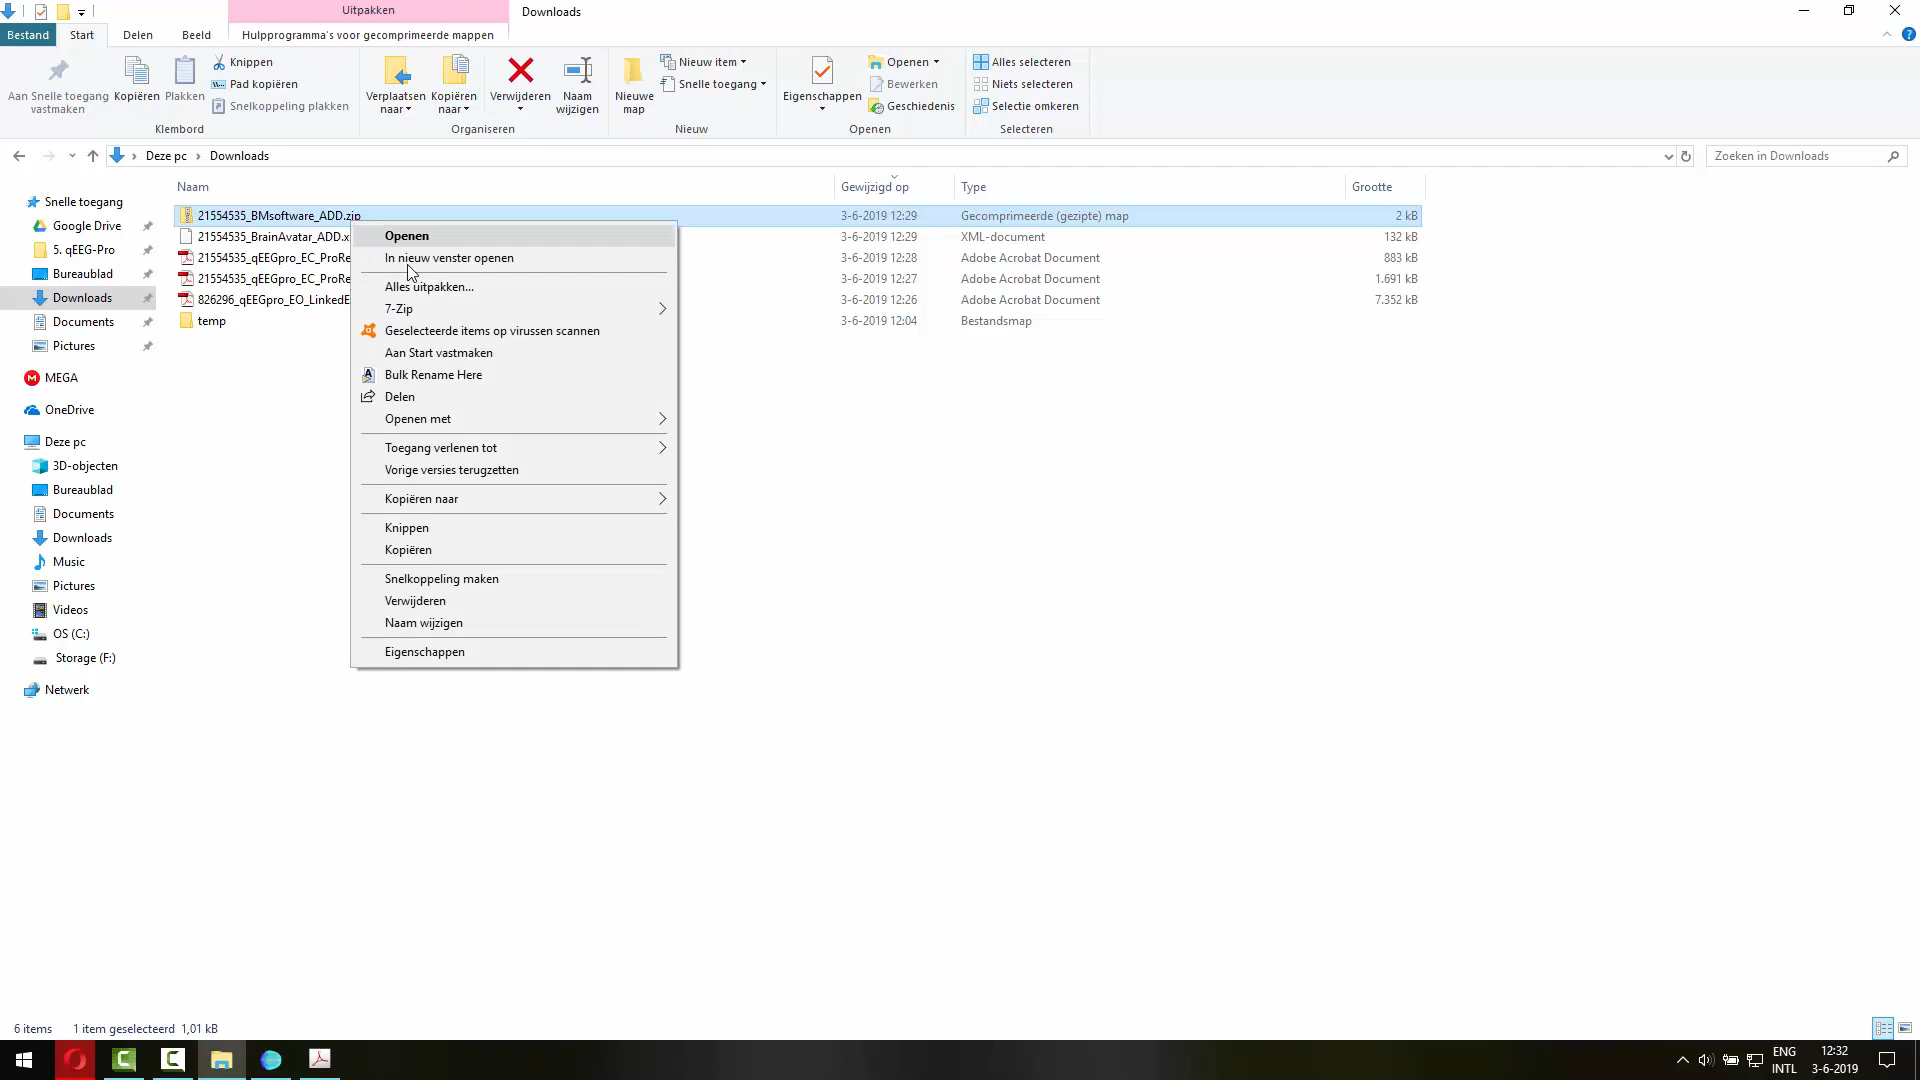 Uitpakken
Downloads
Bestand Start Delen Beeld Hulpprogramma's voor gecomprimeerde mappen
Aan Snelle toegang vastmaken
Kopiëren
Plakken
Knippen
Pad kopiëren
Snelkoppeling plakken
Klembord
Verplaatsen naar
Kopiëren naar
Verwijderen
Naam wijzigen
Organiseren
Nieuwe map
Nieuw item
Snelle toegang
Nieuw
Eigenschappen
Openen
Bewerken
Geschiedenis
Openen
Alles selecteren
Niets selecteren
Selectie omkeren
Selecteren
Deze pc › Downloads
Zoeken in Downloads
Naam Gewijzigd op Type Grootte
21554535_BMsoftware_ADD.zip 3-6-2019 12:29 Gecomprimeerde (gezipte) map 2 kB
21554535_BrainAvatar_ADD.x 3-6-2019 12:29 XML-document 132 kB
21554535_qEEGpro_EC_ProRe 3-6-2019 12:28 Adobe Acrobat Document 883 kB
21554535_qEEGpro_EC_ProRe 3-6-2019 12:27 Adobe Acrobat Document 1.691 kB
826296_qEEGpro_EO_LinkedE 3-6-2019 12:26 Adobe Acrobat Document 7.352 kB
temp 3-6-2019 12:04 Bestandsmap
Snelle toegang
Google Drive
5. qEEG-Pro
Bureaublad
Downloads
Documents
Pictures
MEGA
OneDrive
Deze pc
3D-objecten
Bureaublad
Documents
Downloads
Music
Pictures
Videos
OS (C:)
Storage (F:)
Netwerk
Openen
In nieuw venster openen
Alles uitpakken...
7-Zip
Geselecteerde items op virussen scannen
Aan Start vastmaken
Bulk Rename Here
Delen
Openen met
Toegang verlenen tot
Vorige versies terugzetten
Kopiëren naar
Knippen
Kopiëren
Snelkoppeling maken
Verwijderen
Naam wijzigen
Eigenschappen
6 items 1 item geselecteerd 1,01 kB
ENG
INTL
12:32
3-6-2019